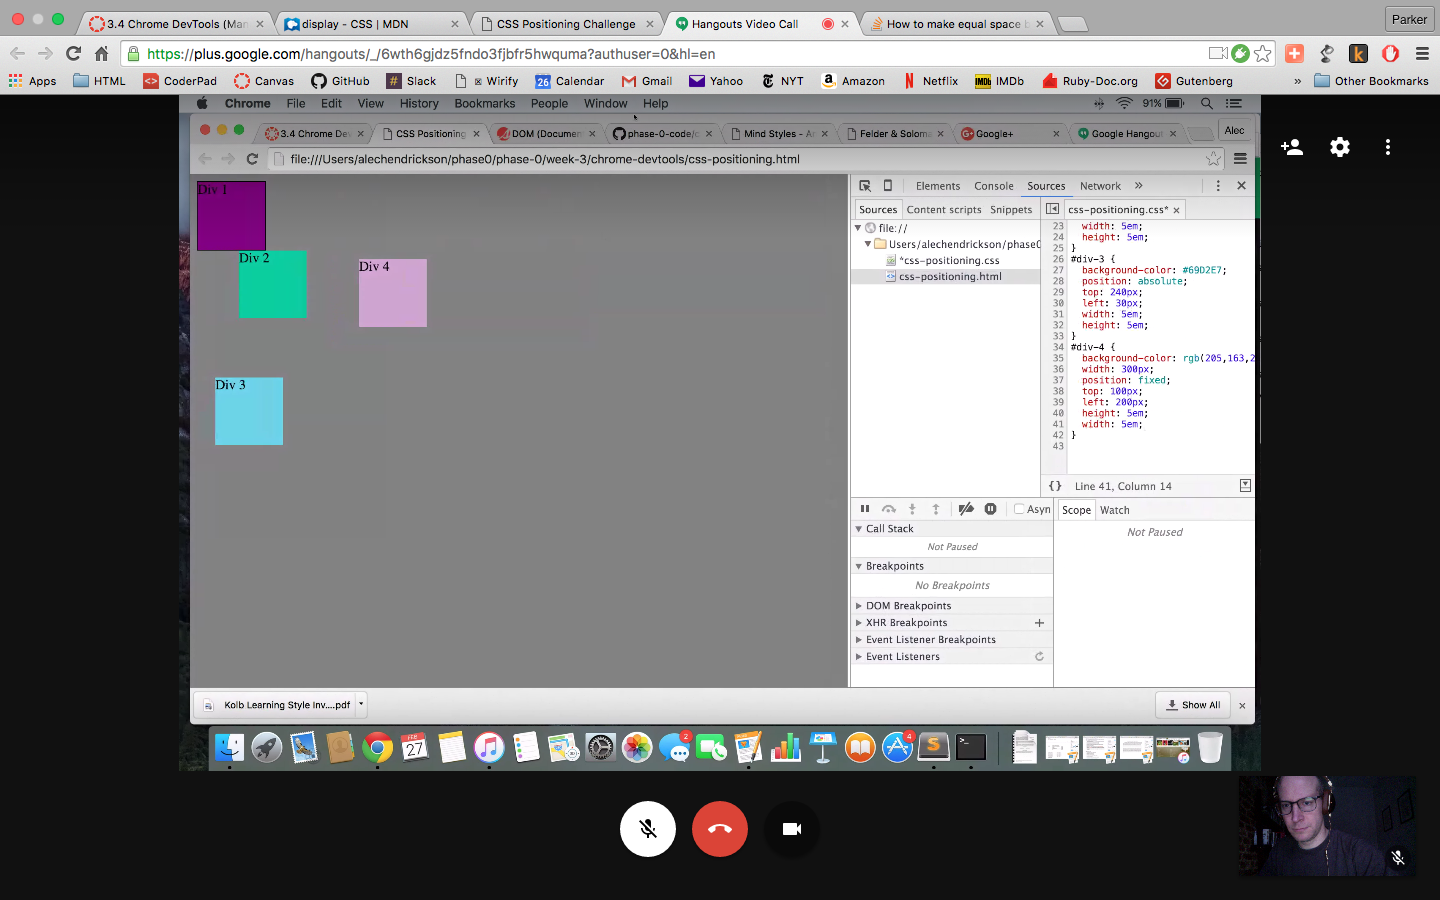 3.4 Chrome DevTools (Man
display - CSS | MDN
CSS Positioning Challenge
Hangouts Video Call
How to make equal space b
Parker
https://plus.google.com/hangouts/_/6wth6gjdz5fndo3fjbfr5hwquma?authuser=0&hl=en
Apps
HTML
CoderPad
Canvas
GitHub
Slack
Wirify
Calendar
Gmail
Yahoo
NYT
Amazon
Netflix
IMDb
Ruby-Doc.org
Gutenberg
»
Other Bookmarks
Chrome File Edit View History Bookmarks People Window Help
91%
3.4 Chrome Dev
CSS Positioning
DOM (Documen
phase-0-code/c
Mind Styles - A
Felder & Soloma
Google+
Google Hangou
Alec
file:///Users/alechendrickson/phase0/phase-0/week-3/chrome-devtools/css-positioning.html
Div 1
Div 2
Div 4
Div 3
Elements Console Sources Network »
Sources Content scripts Snippets
css-positioning.css*
file://
Users/alechendrickson/phase0
*css-positioning.css
css-positioning.html
23 width: 5em;
24 height: 5em;
25 }
26 #div-3 {
27 background-color: #69D2E7;
28 position: absolute;
29 top: 240px;
30 left: 30px;
31 width: 5em;
32 height: 5em;
33 }
34 #div-4 {
35 background-color: rgb(205,163,2
36 width: 300px;
37 position: fixed;
38 top: 100px;
39 left: 200px;
40 height: 5em;
41 width: 5em;
42 }
43
{} Line 41, Column 14
Asyn
Scope Watch
Call Stack
Not Paused
Not Paused
Breakpoints
No Breakpoints
DOM Breakpoints
XHR Breakpoints
Event Listener Breakpoints
Event Listeners
Kolb Learning Style Inv....pdf
Show All
FEB
27
2
4